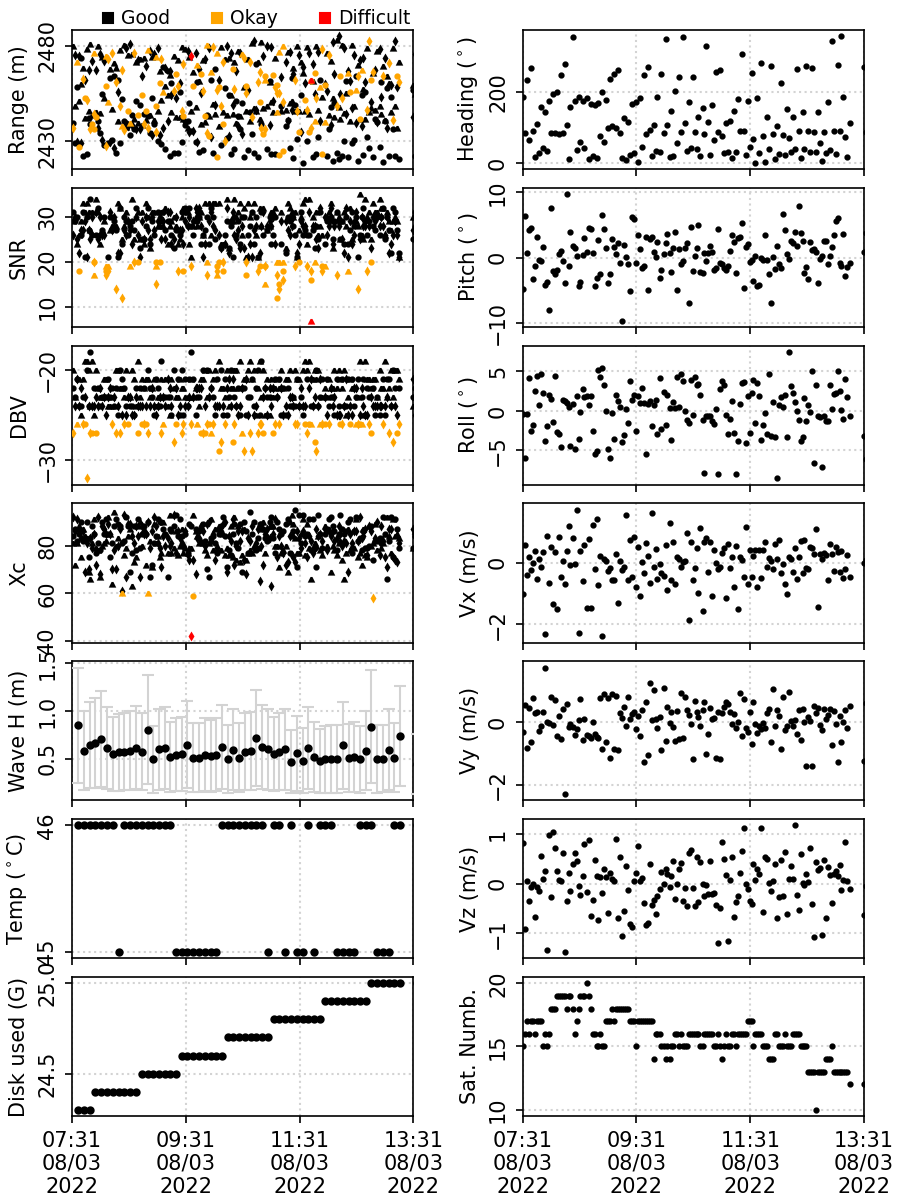 Good Okay Difficult
Range (m)
24480
24430
Heading (°)
200
0
SNR
30
20
10
Pitch (°)
10
0
−10
DBV
−20
−30
Roll (°)
5
0
−5
Xc
80
60
40
Vx (m/s)
0
−2
Wave H (m)
1.5
1.0
0.5
Vy (m/s)
0
−2
Temp (°C)
46
45
Vz (m/s)
1
0
−1
Disk used (G)
25.0
24.5
Sat. Numb.
20
15
10
07:31 09:31 11:31 13:31 07:31 09:31 11:31 13:31
08/03 08/03 08/03 08/03 08/03 08/03 08/03 08/03
2022 2022 2022 2022 2022 2022 2022 2022